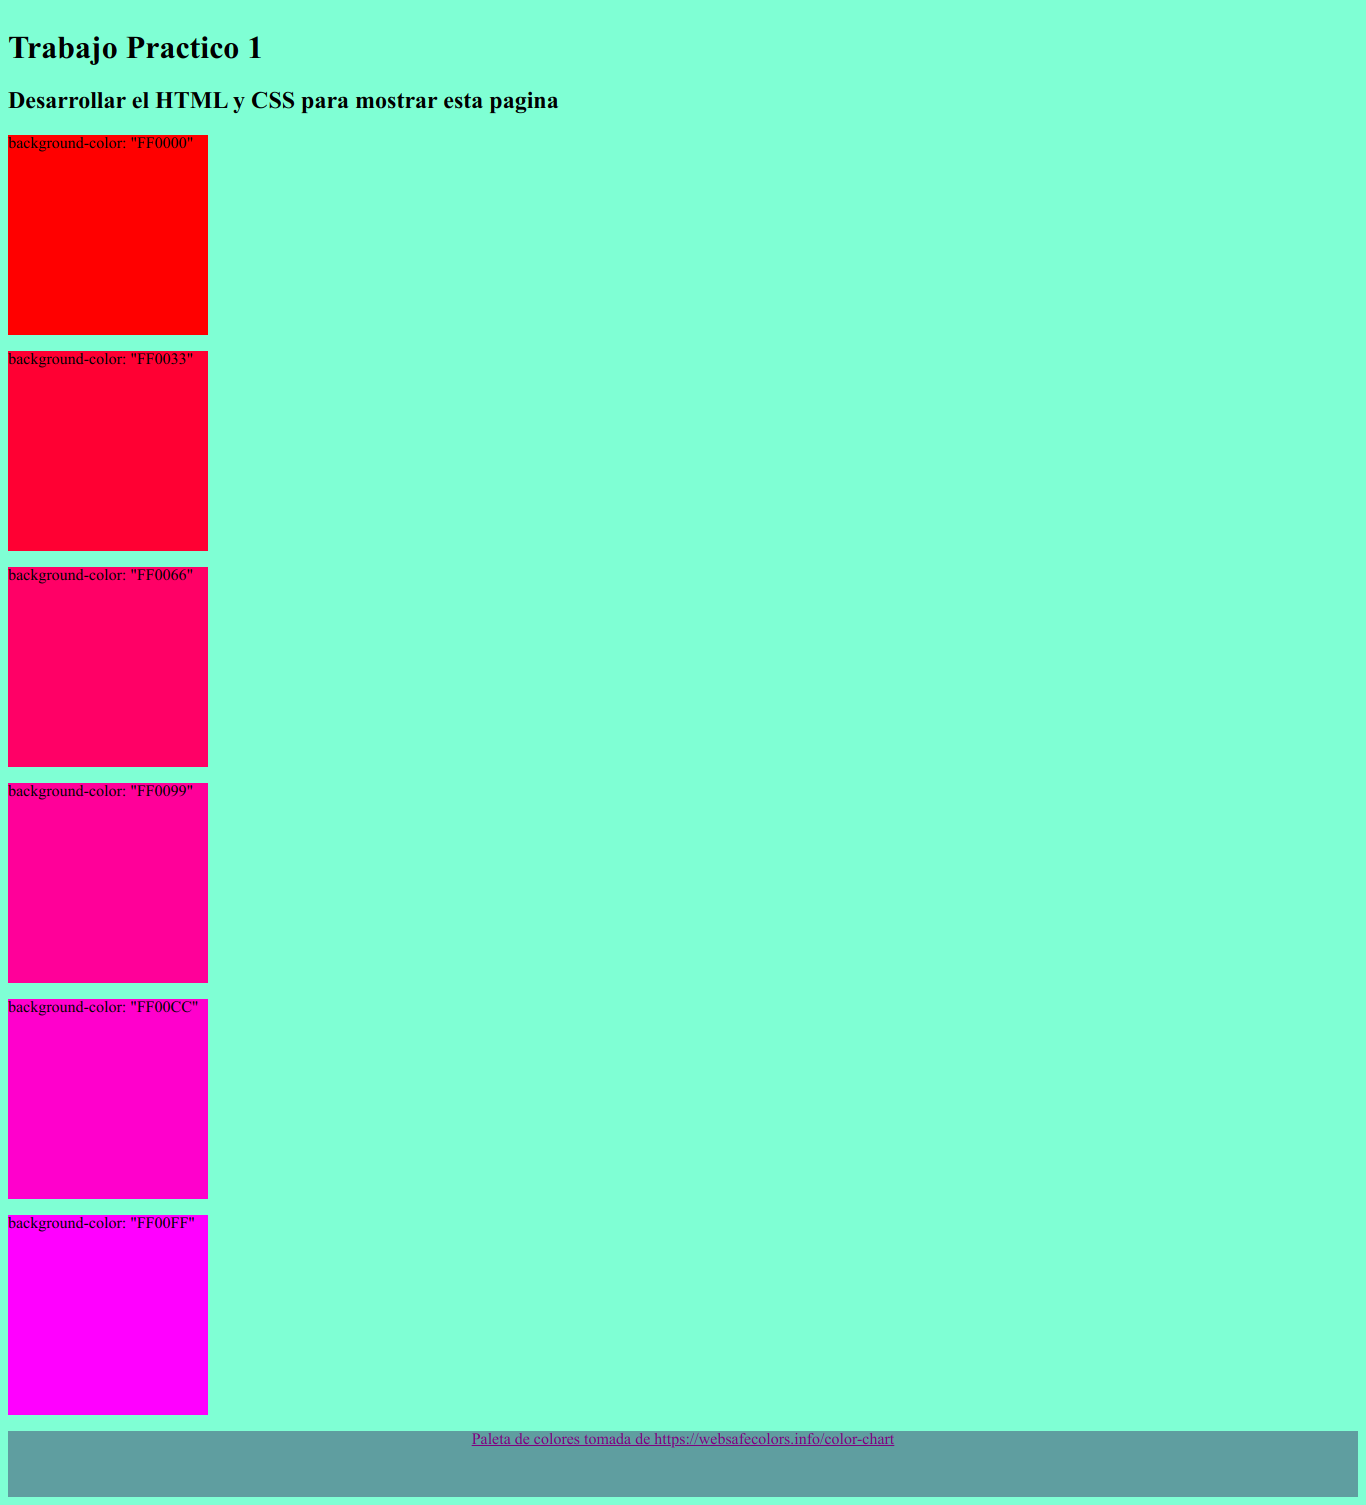 Trabajo Practico 1
Desarrollar el HTML y CSS para mostrar esta pagina
background-color: "FF0000"
background-color: "FF0033"
background-color: "FF0066"
background-color: "FF0099"
background-color: "FF00CC"
background-color: "FF00FF"
Paleta de colores tomada de https://websafecolors.info/color-chart